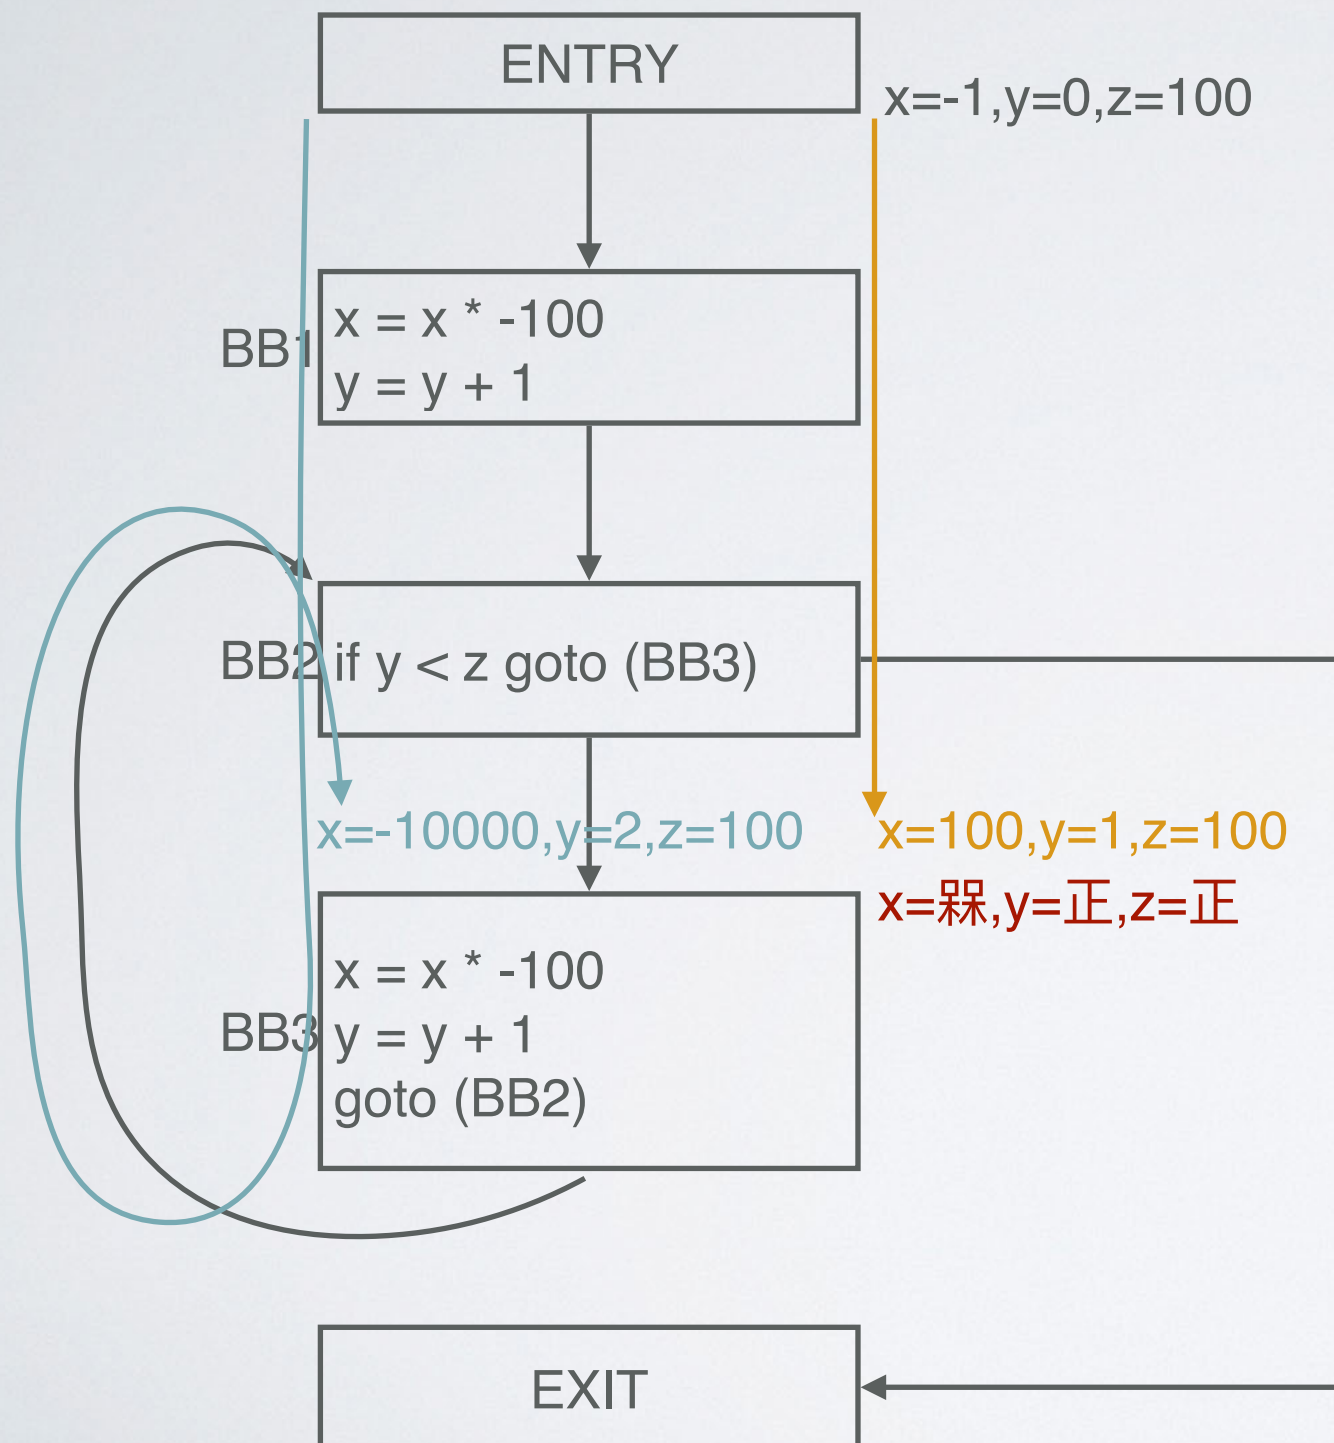 ENTRY
x=-1,y=0,z=100
BB1
x = x * -100
y = y + 1
BB2
if y < z goto (BB3)
x=-10000,y=2,z=100
x=100,y=1,z=100
x=槑,y=正,z=正
BB3
x = x * -100
y = y + 1
goto (BB2)
EXIT